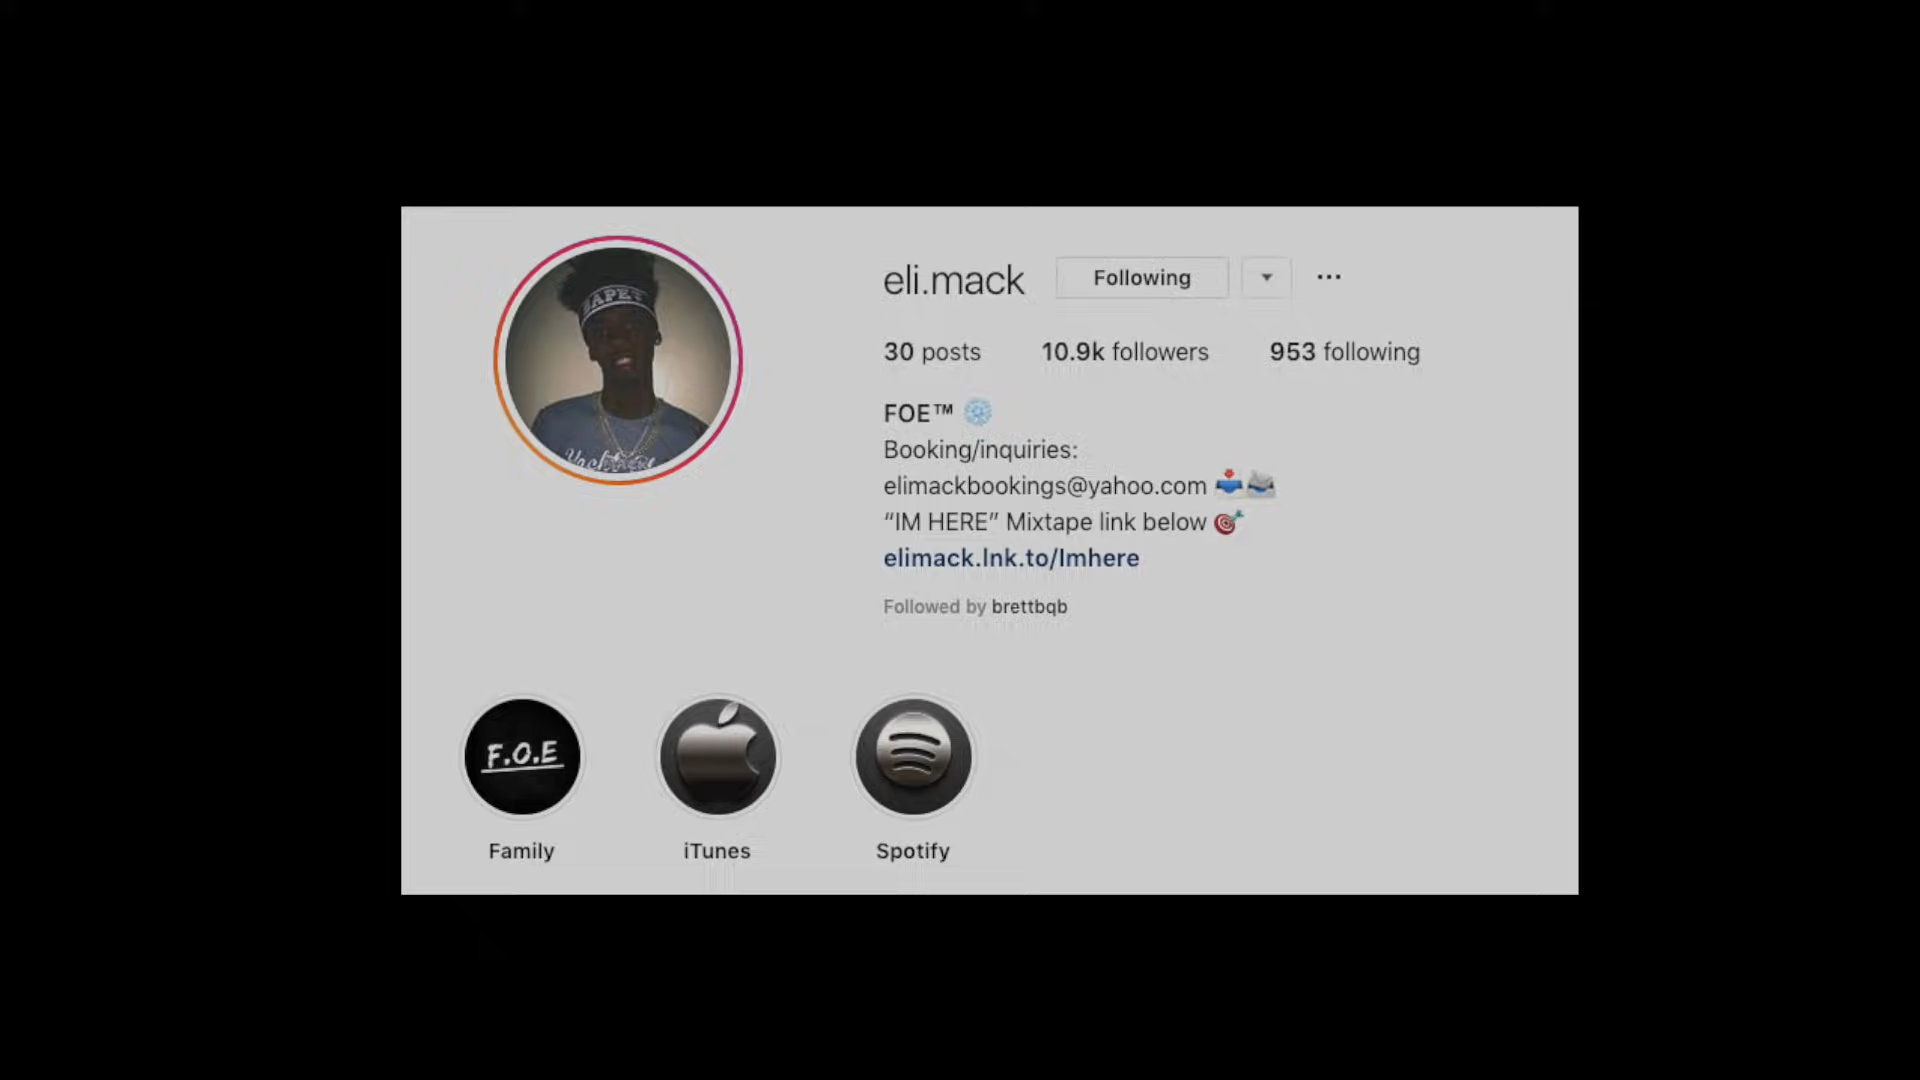 eli.mack
Following
30 posts 10.9k followers 953 following
FOE™
Booking/inquiries:
elimackbookings@yahoo.com
“IM HERE” Mixtape link below
elimack.lnk.to/Imhere
Followed by brettbqb
F.O.E
Family iTunes Spotify